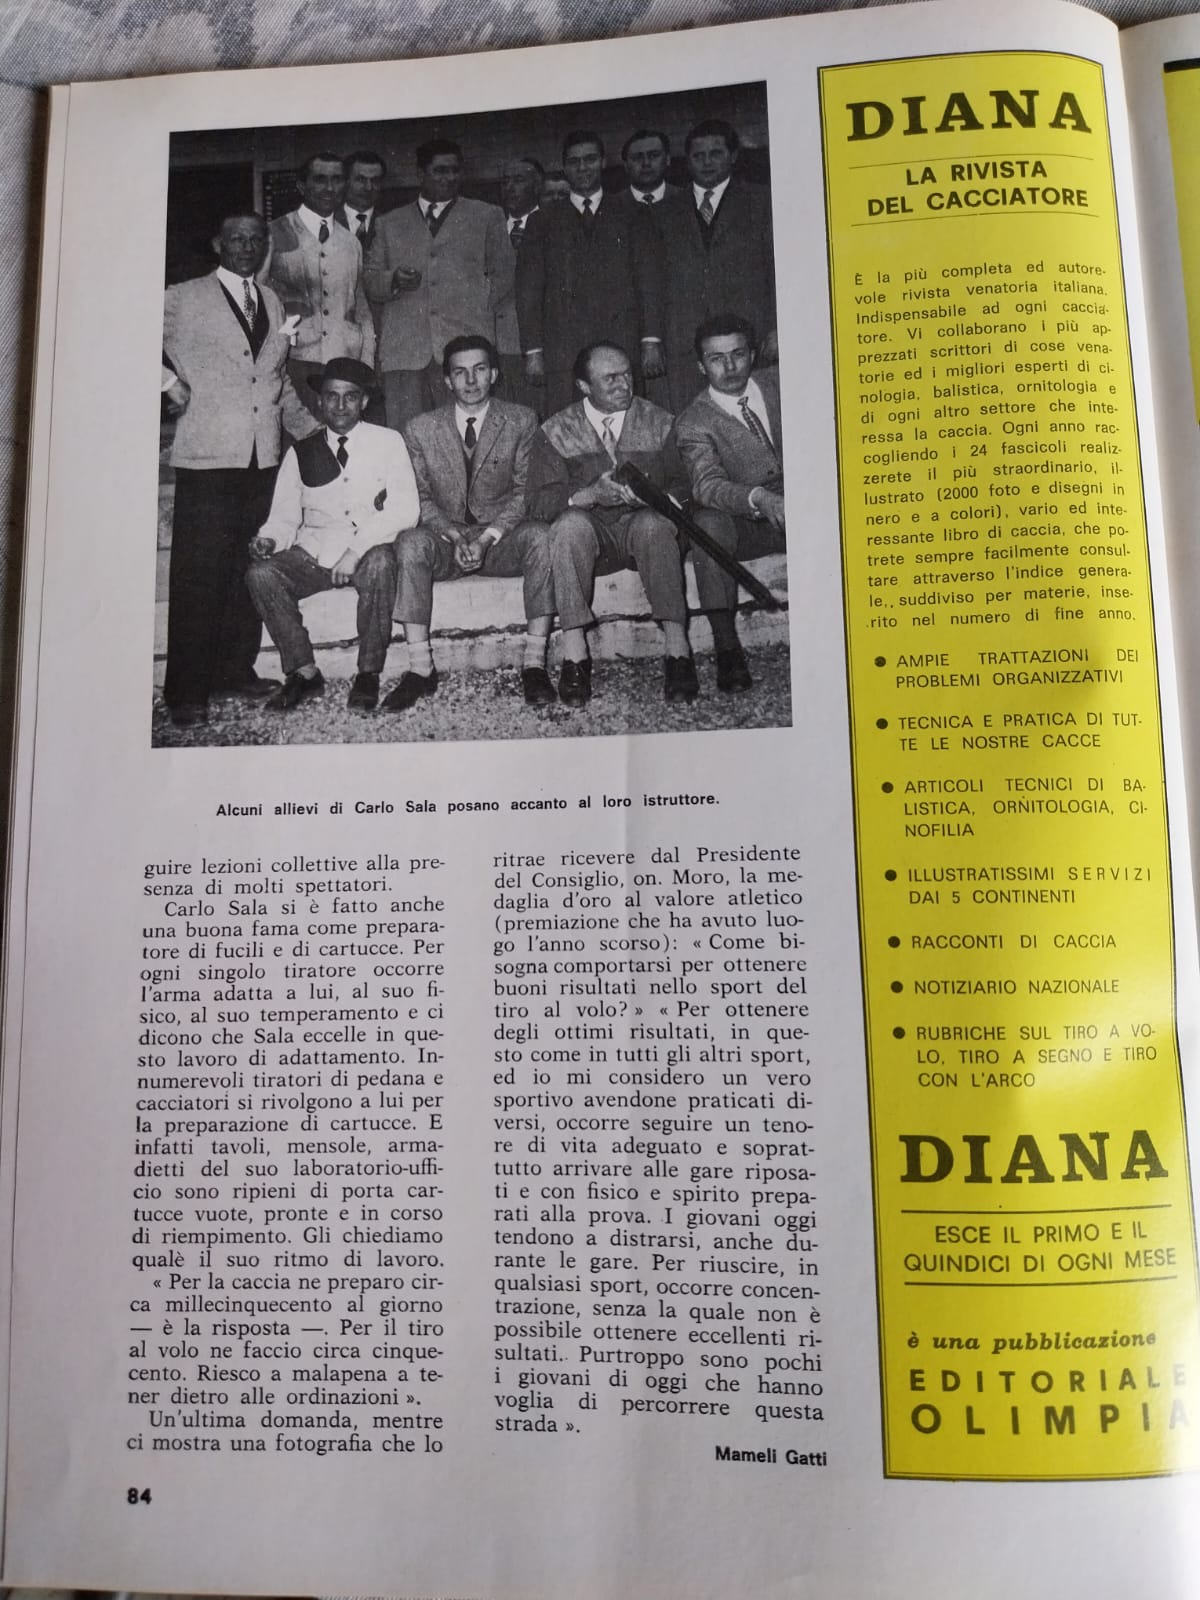 Alcuni allievi di Carlo Sala posano accanto al loro istruttore.
guire lezioni collettive alla pre-
senza di molti spettatori.
Carlo Sala si è fatto anche
una buona fama come prepara-
tore di fucili e di cartucce. Per
ogni singolo tiratore occorre
l'arma adatta a lui, al suo fi-
sico, al suo temperamento e ci
dicono che Sala eccelle in que-
sto lavoro di adattamento. In-
numerevoli tiratori di pedana e
cacciatori si rivolgono a lui per
la preparazione di cartucce. E
infatti tavoli, mensole, arma-
dietti del suo laboratorio-uffi-
cio sono ripieni di porta car-
tucce vuote, pronte e in corso
di riempimento. Gli chiediamo
qualè il suo ritmo di lavoro.
« Per la caccia ne preparo cir-
ca millecinquecento al giorno
— è la risposta —. Per il tiro
al volo ne faccio circa cinque-
cento. Riesco a malapena a te-
ner dietro alle ordinazioni ».
Un'ultima domanda, mentre
ci mostra una fotografia che lo
ritrae ricevere dal Presidente
del Consiglio, on. Moro, la me-
daglia d'oro al valore atletico
(premiazione che ha avuto luo-
go l'anno scorso): « Come bi-
sogna comportarsi per ottenere
buoni risultati nello sport del
tiro al volo? » « Per ottenere
degli ottimi risultati, in que-
sto come in tutti gli altri sport,
ed io mi considero un vero
sportivo avendone praticati di-
versi, occorre seguire un teno-
re di vita adeguato e soprat-
tutto arrivare alle gare riposa-
ti e con fisico e spirito prepa-
rati alla prova. I giovani oggi
tendono a distrarsi, anche du-
rante le gare. Per riuscire, in
qualsiasi sport, occorre concen-
trazione, senza la quale non è
possibile ottenere eccellenti ri-
sultati. Purtroppo sono pochi
i giovani di oggi che hanno
voglia di percorrere questa
strada ».
Mameli Gatti
84
DIANA
LA RIVISTA
DEL CACCIATORE
È la più completa ed autore-
vole rivista venatoria italiana.
Indispensabile ad ogni caccia-
tore. Vi collaborano i più ap-
prezzati scrittori di cose vena-
torie ed i migliori esperti di ci-
nologia, balistica, ornitologia e
di ogni altro settore che inte-
ressa la caccia. Ogni anno rac-
cogliendo i 24 fascicoli realiz-
zerete il più straordinario, il-
lustrato (2000 foto e disegni in
nero e a colori), vario ed inte-
ressante libro di caccia, che po-
trete sempre facilmente consul-
tare attraverso l'indice genera-
le, suddiviso per materie, inse-
rito nel numero di fine anno.
● AMPIE TRATTAZIONI DEI
PROBLEMI ORGANIZZATIVI
● TECNICA E PRATICA DI TUT-
TE LE NOSTRE CACCE
● ARTICOLI TECNICI DI BA-
LISTICA, ORNITOLOGIA, CI-
NOFILIA
● ILLUSTRATISSIMI SERVIZI
DAI 5 CONTINENTI
● RACCONTI DI CACCIA
● NOTIZIARIO NAZIONALE
● RUBRICHE SUL TIRO A VO-
LO, TIRO A SEGNO E TIRO
CON L'ARCO
DIANA
ESCE IL PRIMO E IL
QUINDICI DI OGNI MESE
è una pubblicazione
EDITORIALE
OLIMPIA